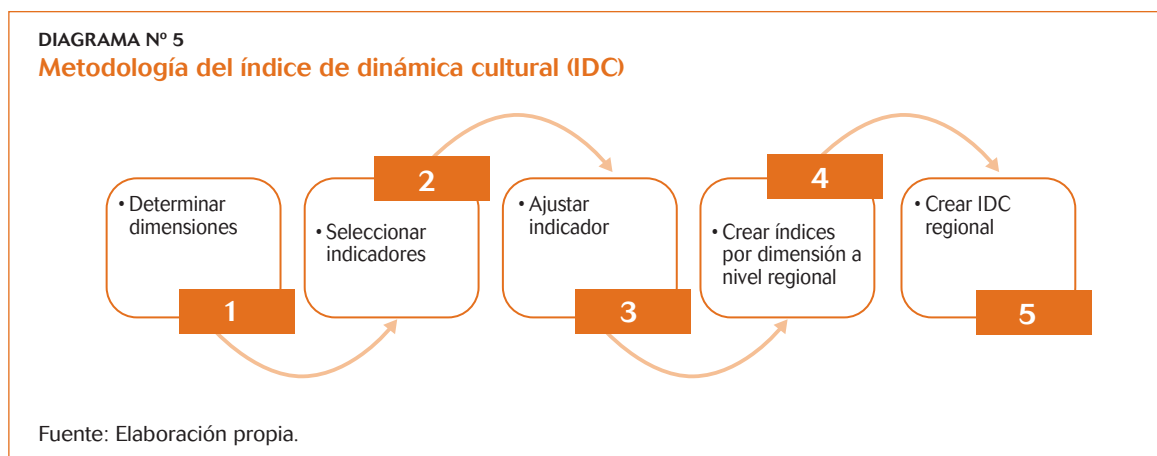 DIAGRAMA Nº 5
Metodología del índice de dinámica cultural (IDC)
• Determinar
dimensiones
1
2
• Seleccionar
indicadores
• Ajustar
indicador
3
4
• Crear índices
por dimensión a
nivel regional
• Crear IDC
regional
5
Fuente: Elaboración propia.